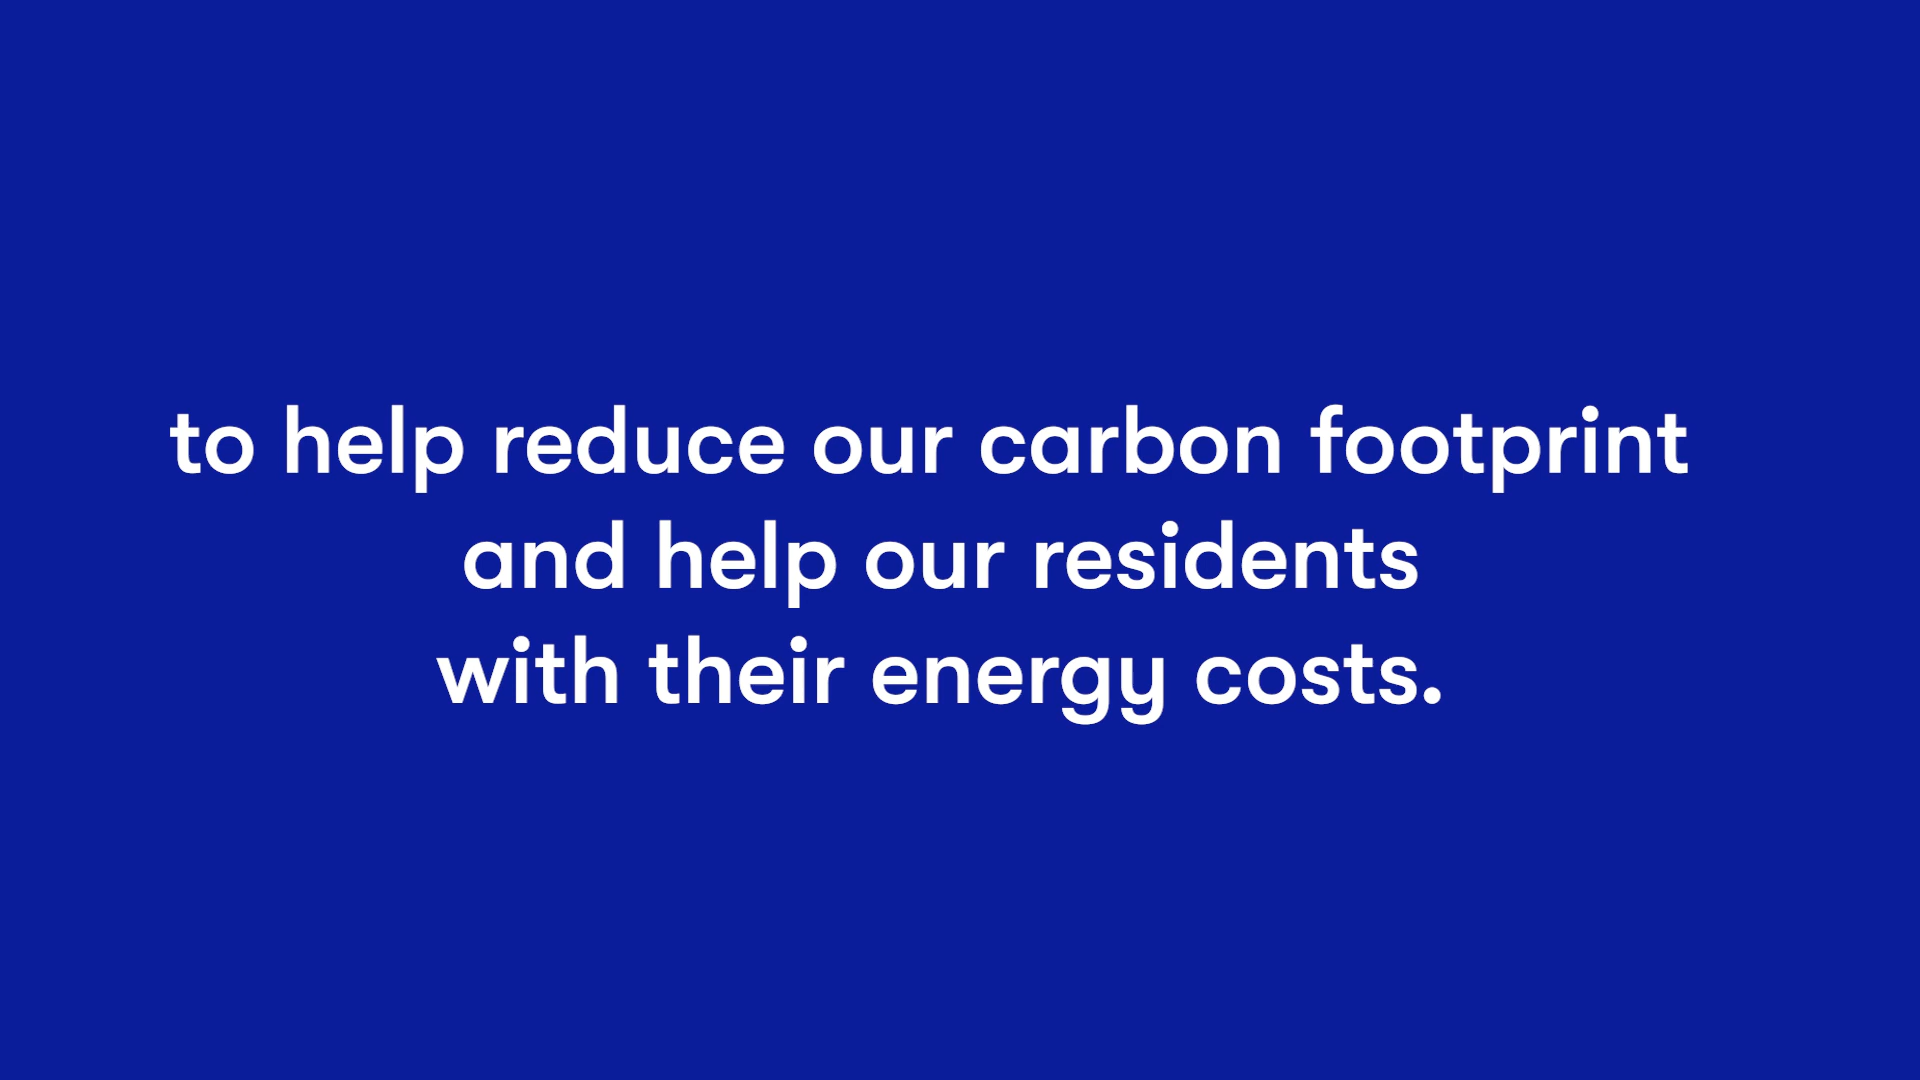 to help reduce our carbon footprint
and help our residents
with their energy costs.